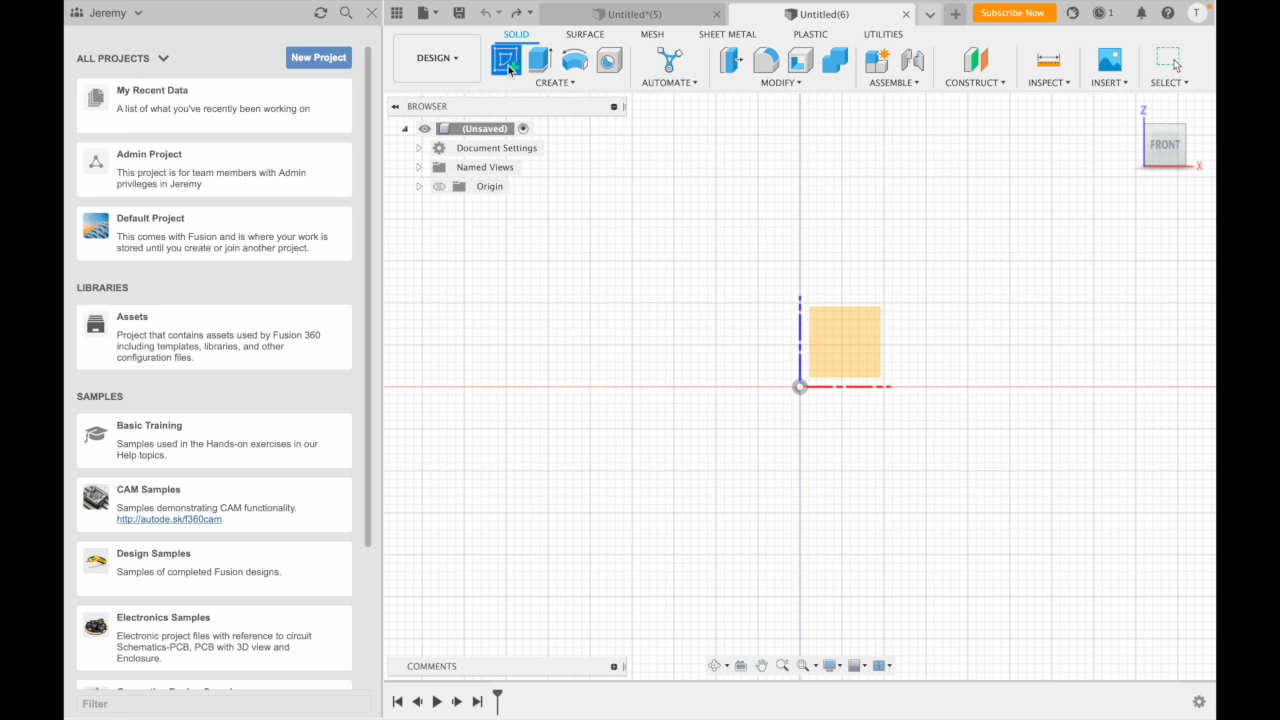 Jeremy
Untitled*(5)
Untitled(6)
Subscribe Now
1
T
ALL PROJECTS
New Project
My Recent Data
A list of what you've recently been working on
Admin Project
This project is for team members with Admin
privileges in Jeremy
Default Project
This comes with Fusion and is where your work is
stored until you create or join another project.
LIBRARIES
Assets
Project that contains assets used by Fusion 360
including templates, libraries, and other
configuration files.
SAMPLES
Basic Training
Samples used in the Hands-on exercises in our
Help topics.
CAM Samples
Samples demonstrating CAM functionality.
http://autode.sk/f360cam
Design Samples
Samples of completed Fusion designs.
Electronics Samples
Electronic project files with reference to circuit
Schematics-PCB, PCB with 3D view and
Enclosure.
Filter
DESIGN
SOLID
SURFACE
MESH
SHEET METAL
PLASTIC
UTILITIES
CREATE
AUTOMATE
MODIFY
ASSEMBLE
CONSTRUCT
INSPECT
INSERT
SELECT
BROWSER
(Unsaved)
Document Settings
Named Views
Origin
Z
FRONT
X
COMMENTS